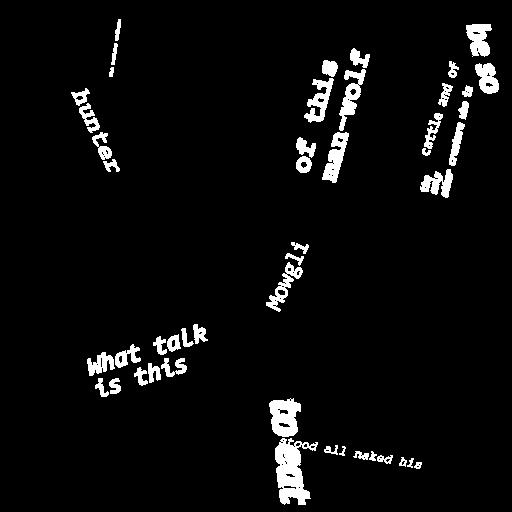 be so
hunter
of this
man-wolf
cattle and of
Mowgli
What talk
is this
to eat
stood all naked his